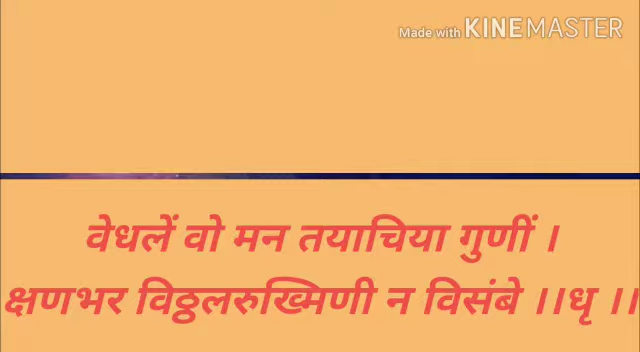 Made with KINEMASTER
वेधलें वो मन तयाचिया गुणीं ।
क्षणभर विठ्ठलरुख्मिणी न विसंबे ।।धृ ।।